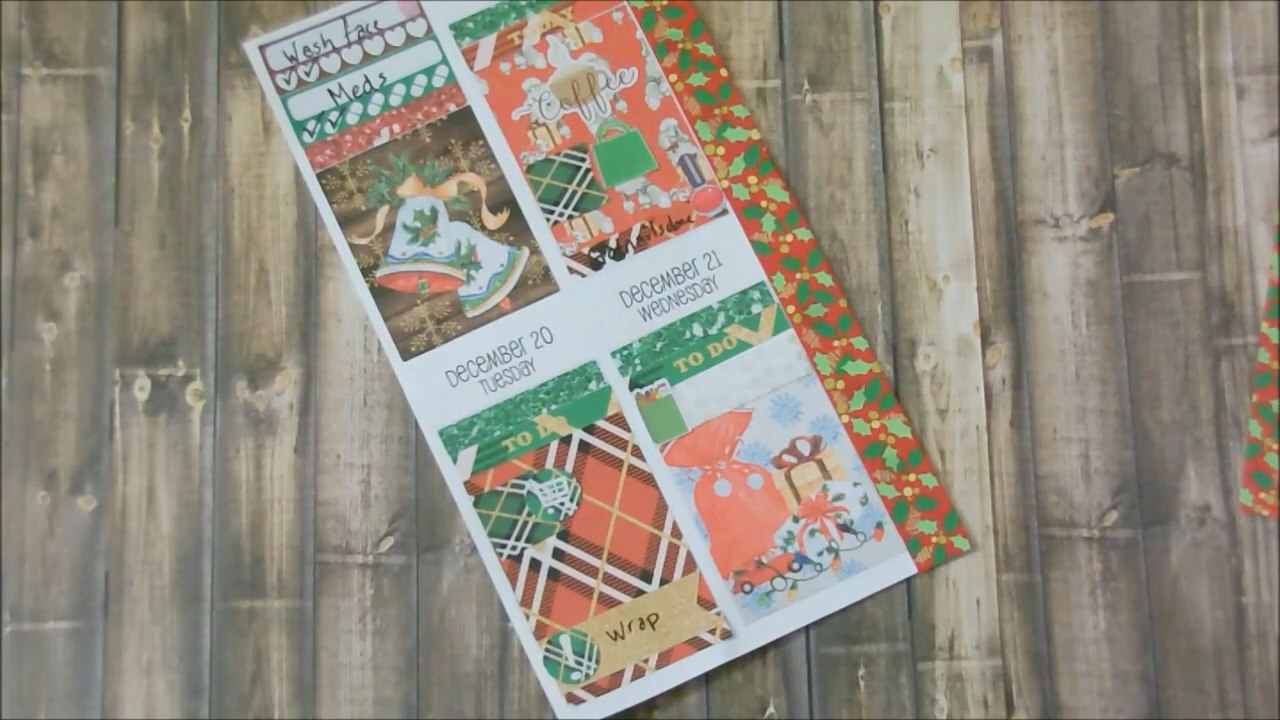 Wash face
Meds
TODAY
Coffee
December 20
Tuesday
TO DO
Wrap
December 21
Wednesday
TO DO